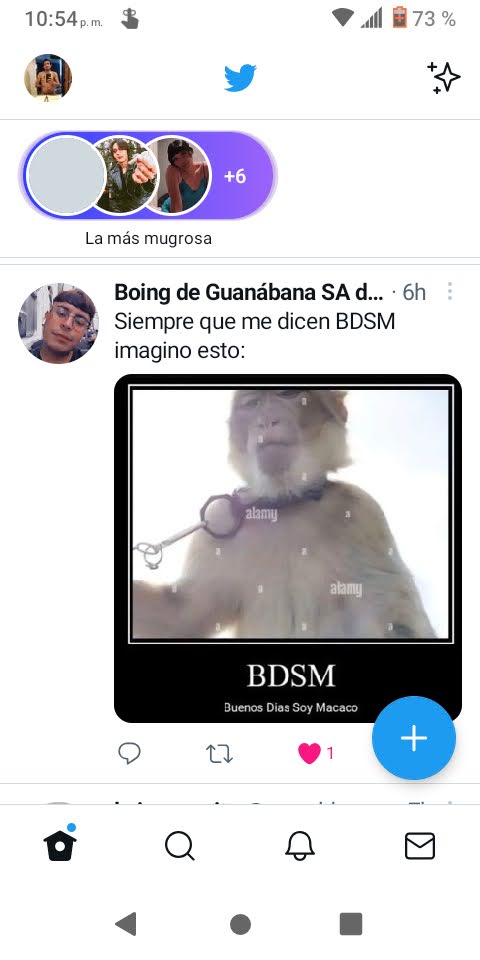 10:54 p. m.
73 %
+6
La más mugrosa
Boing de Guanábana SA d... · 6h
Siempre que me dicen BDSM
imagino esto:
a
a
a
alamy
a
a
a
a
a
a
alamy
a
a
a
BDSM
Buenos Dias Soy Macaco
1